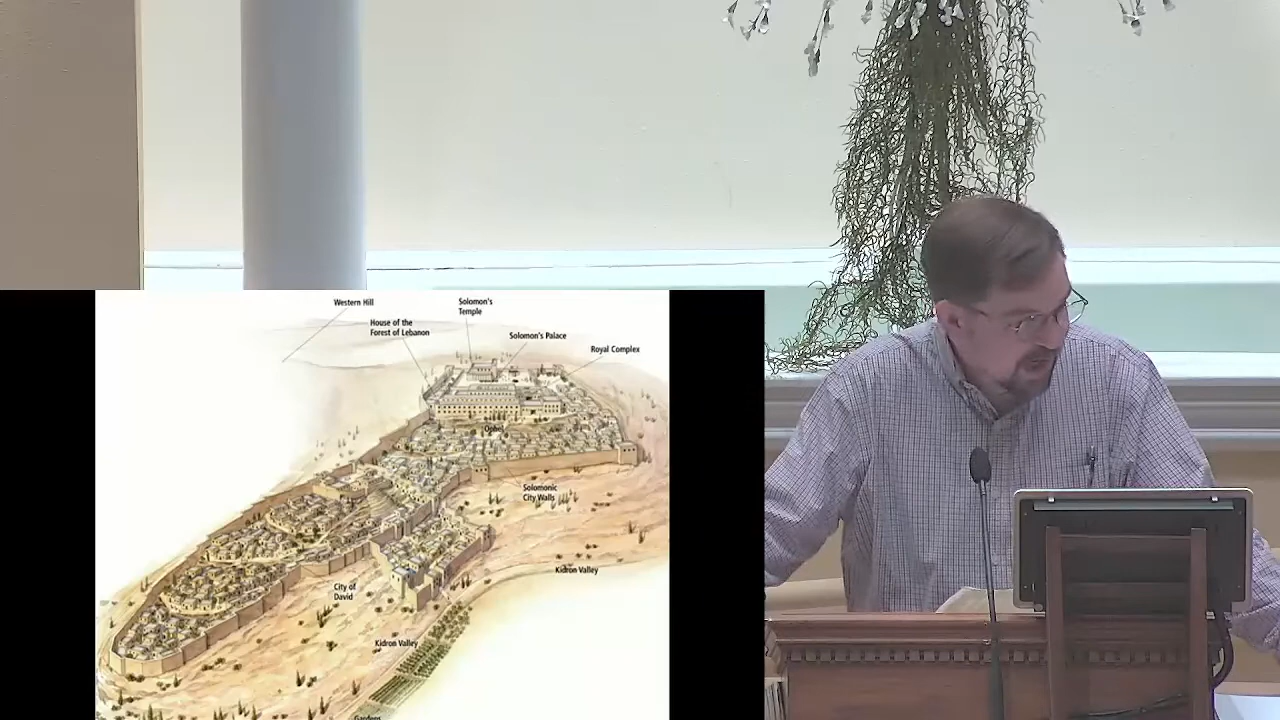 Western Hill
Solomon's
Temple
House of the
Forest of Lebanon
Solomon's Palace
Royal Complex
Ophel
Solomonic
City Walls
Kidron Valley
City of
David
Kidron Valley
Gardens